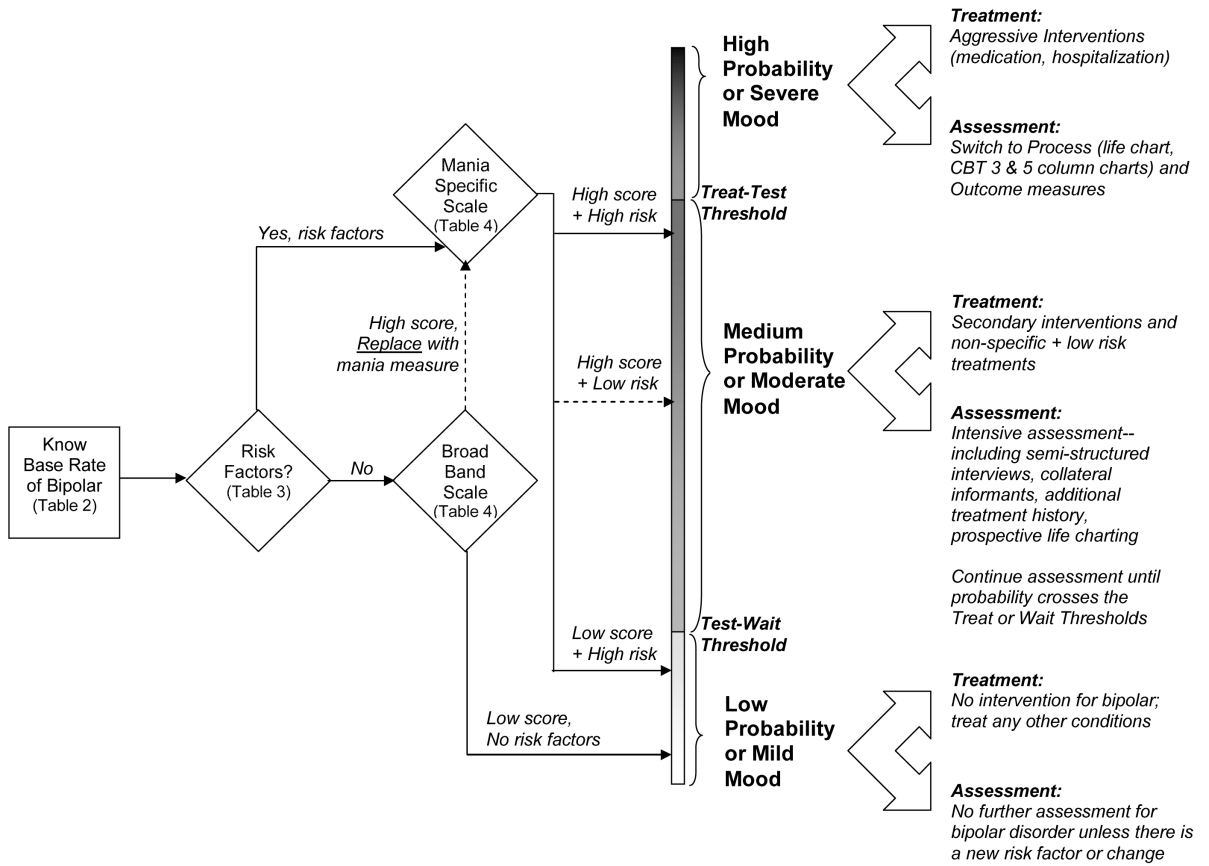 Know
Base Rate
of Bipolar
(Table 2)
Risk
Factors?
(Table 3)
Yes, risk factors
No
Mania
Specific
Scale
(Table 4)
High score,
Replace with
mania measure
Broad
Band
Scale
(Table 4)
High score
+ High risk
High score
+ Low risk
Low score
+ High risk
Low score,
No risk factors
High
Probability
or Severe
Mood
Treat-Test
Threshold
Medium
Probability
or Moderate
Mood
Test-Wait
Threshold
Low
Probability
or Mild
Mood
Treatment:
Aggressive Interventions
(medication, hospitalization)
Assessment:
Switch to Process (life chart,
CBT 3 & 5 column charts) and
Outcome measures
Treatment:
Secondary interventions and
non-specific + low risk
treatments
Assessment:
Intensive assessment--
including semi-structured
interviews, collateral
informants, additional
treatment history,
prospective life charting
Continue assessment until
probability crosses the
Treat or Wait Thresholds
Treatment:
No intervention for bipolar;
treat any other conditions
Assessment:
No further assessment for
bipolar disorder unless there is
a new risk factor or change